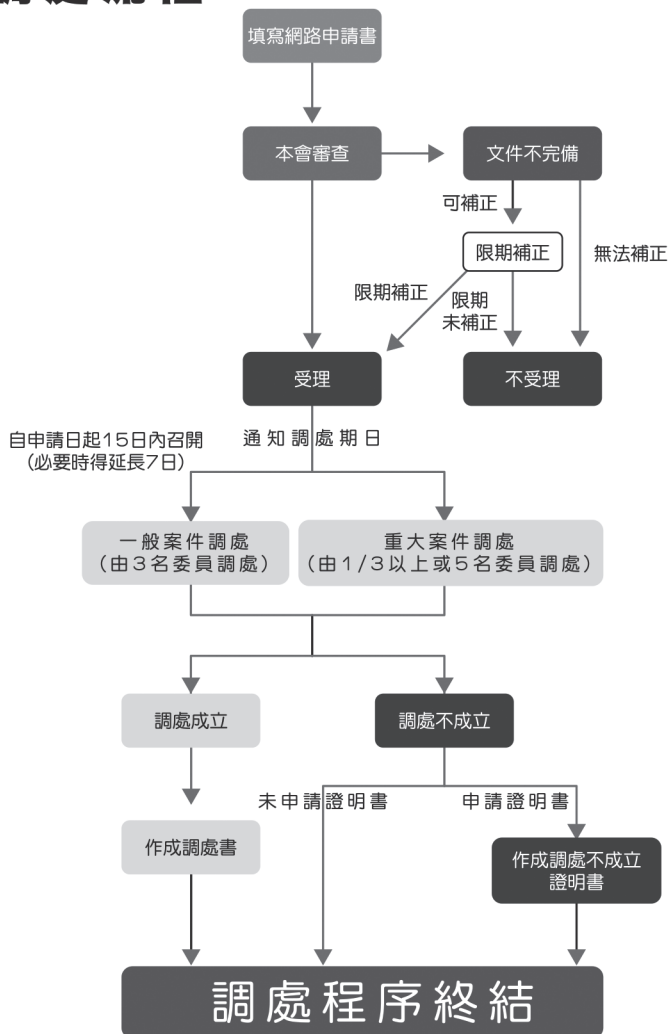 填寫網路申請書
本會審查
文件不完備
可補正
限期補正
無法補正
限期補正
限期
未補正
受理
不受理
自申請日起15日內召開
(必要時得延長7日)
通知調處期日
一般案件調處
(由3名委員調處)
重大案件調處
(由1/3以上或5名委員調處)
調處成立
調處不成立
未申請證明書
申請證明書
作成調處書
作成調處不成立
證明書
調處程序終結